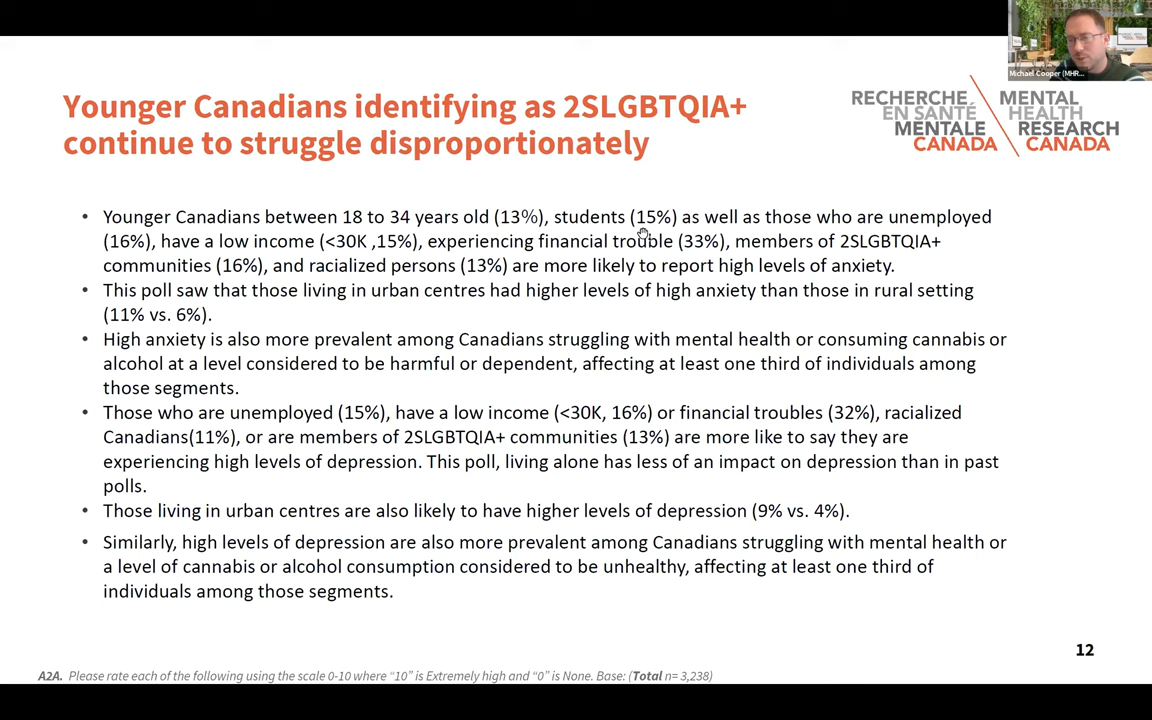 Michael Cooper (MHR...
RECHERCHE
EN SANTÉ
MENTALE
CANADA
MENTAL
HEALTH
RESEARCH
CANADA
Younger Canadians identifying as 2SLGBTQIA+
continue to struggle disproportionately
• Younger Canadians between 18 to 34 years old (13%), students (15%) as well as those who are unemployed
(16%), have a low income (<30K ,15%), experiencing financial trouble (33%), members of 2SLGBTQIA+
communities (16%), and racialized persons (13%) are more likely to report high levels of anxiety.
• This poll saw that those living in urban centres had higher levels of high anxiety than those in rural setting
(11% vs. 6%).
• High anxiety is also more prevalent among Canadians struggling with mental health or consuming cannabis or
alcohol at a level considered to be harmful or dependent, affecting at least one third of individuals among
those segments.
• Those who are unemployed (15%), have a low income (<30K, 16%) or financial troubles (32%), racialized
Canadians(11%), or are members of 2SLGBTQIA+ communities (13%) are more like to say they are
experiencing high levels of depression. This poll, living alone has less of an impact on depression than in past
polls.
• Those living in urban centres are also likely to have higher levels of depression (9% vs. 4%).
• Similarly, high levels of depression are also more prevalent among Canadians struggling with mental health or
a level of cannabis or alcohol consumption considered to be unhealthy, affecting at least one third of
individuals among those segments.
12
A2A. Please rate each of the following using the scale 0-10 where “10” is Extremely high and “0” is None. Base: (Total n= 3,238)